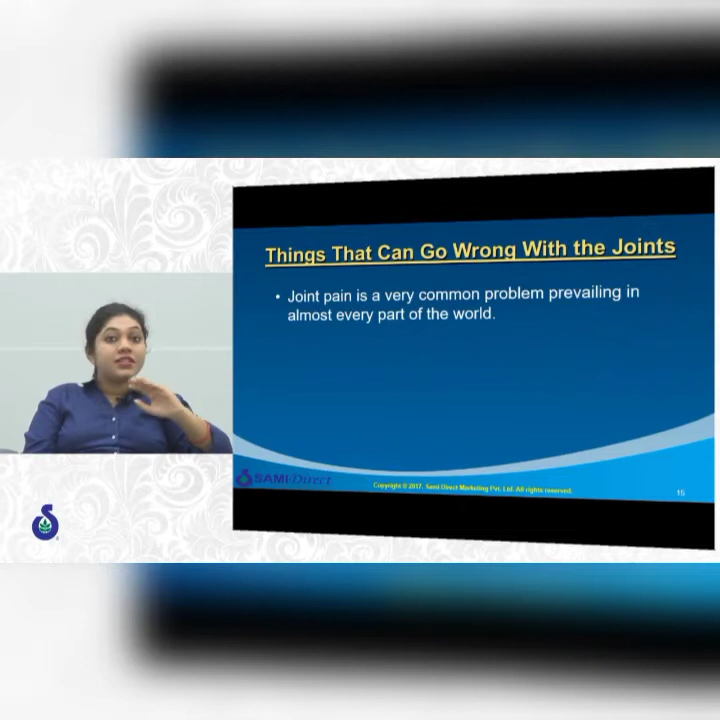 Things That Can Go Wrong With the Joints
• Joint pain is a very common problem prevailing in
almost every part of the world.
SAMI Direct
Copyright © 2017. Sami Direct Marketing Pvt. Ltd. All rights reserved.
15